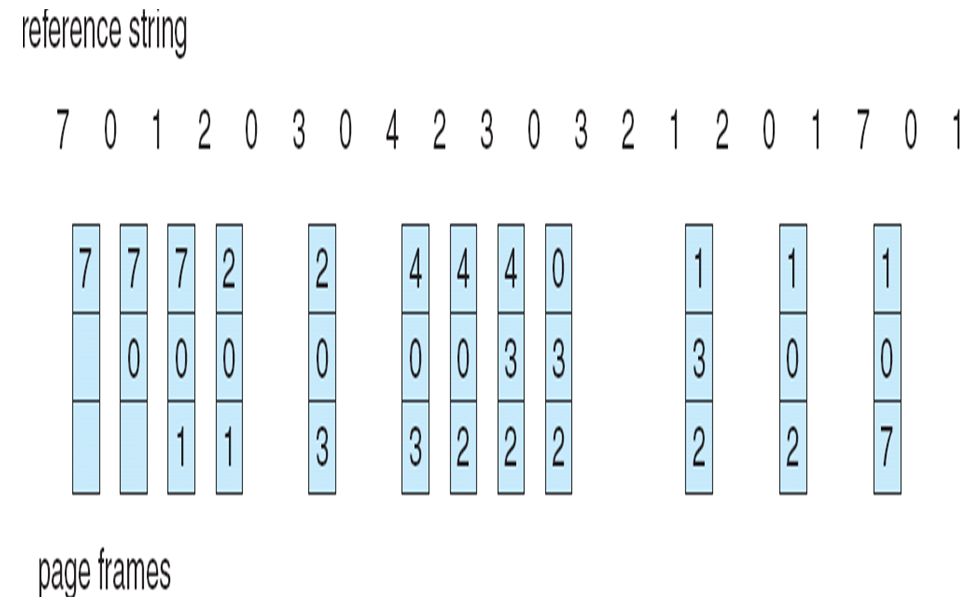 reference string
7 0 1 2 0 3 0 4 2 3 0 3 2 1 2 0 1 7 0 1
7 7 7 2 2 4 4 4 0 1 1 1
0 0 0 0 0 0 3 3 3 0 0
1 1 3 3 2 2 2 2 2 7
page frames